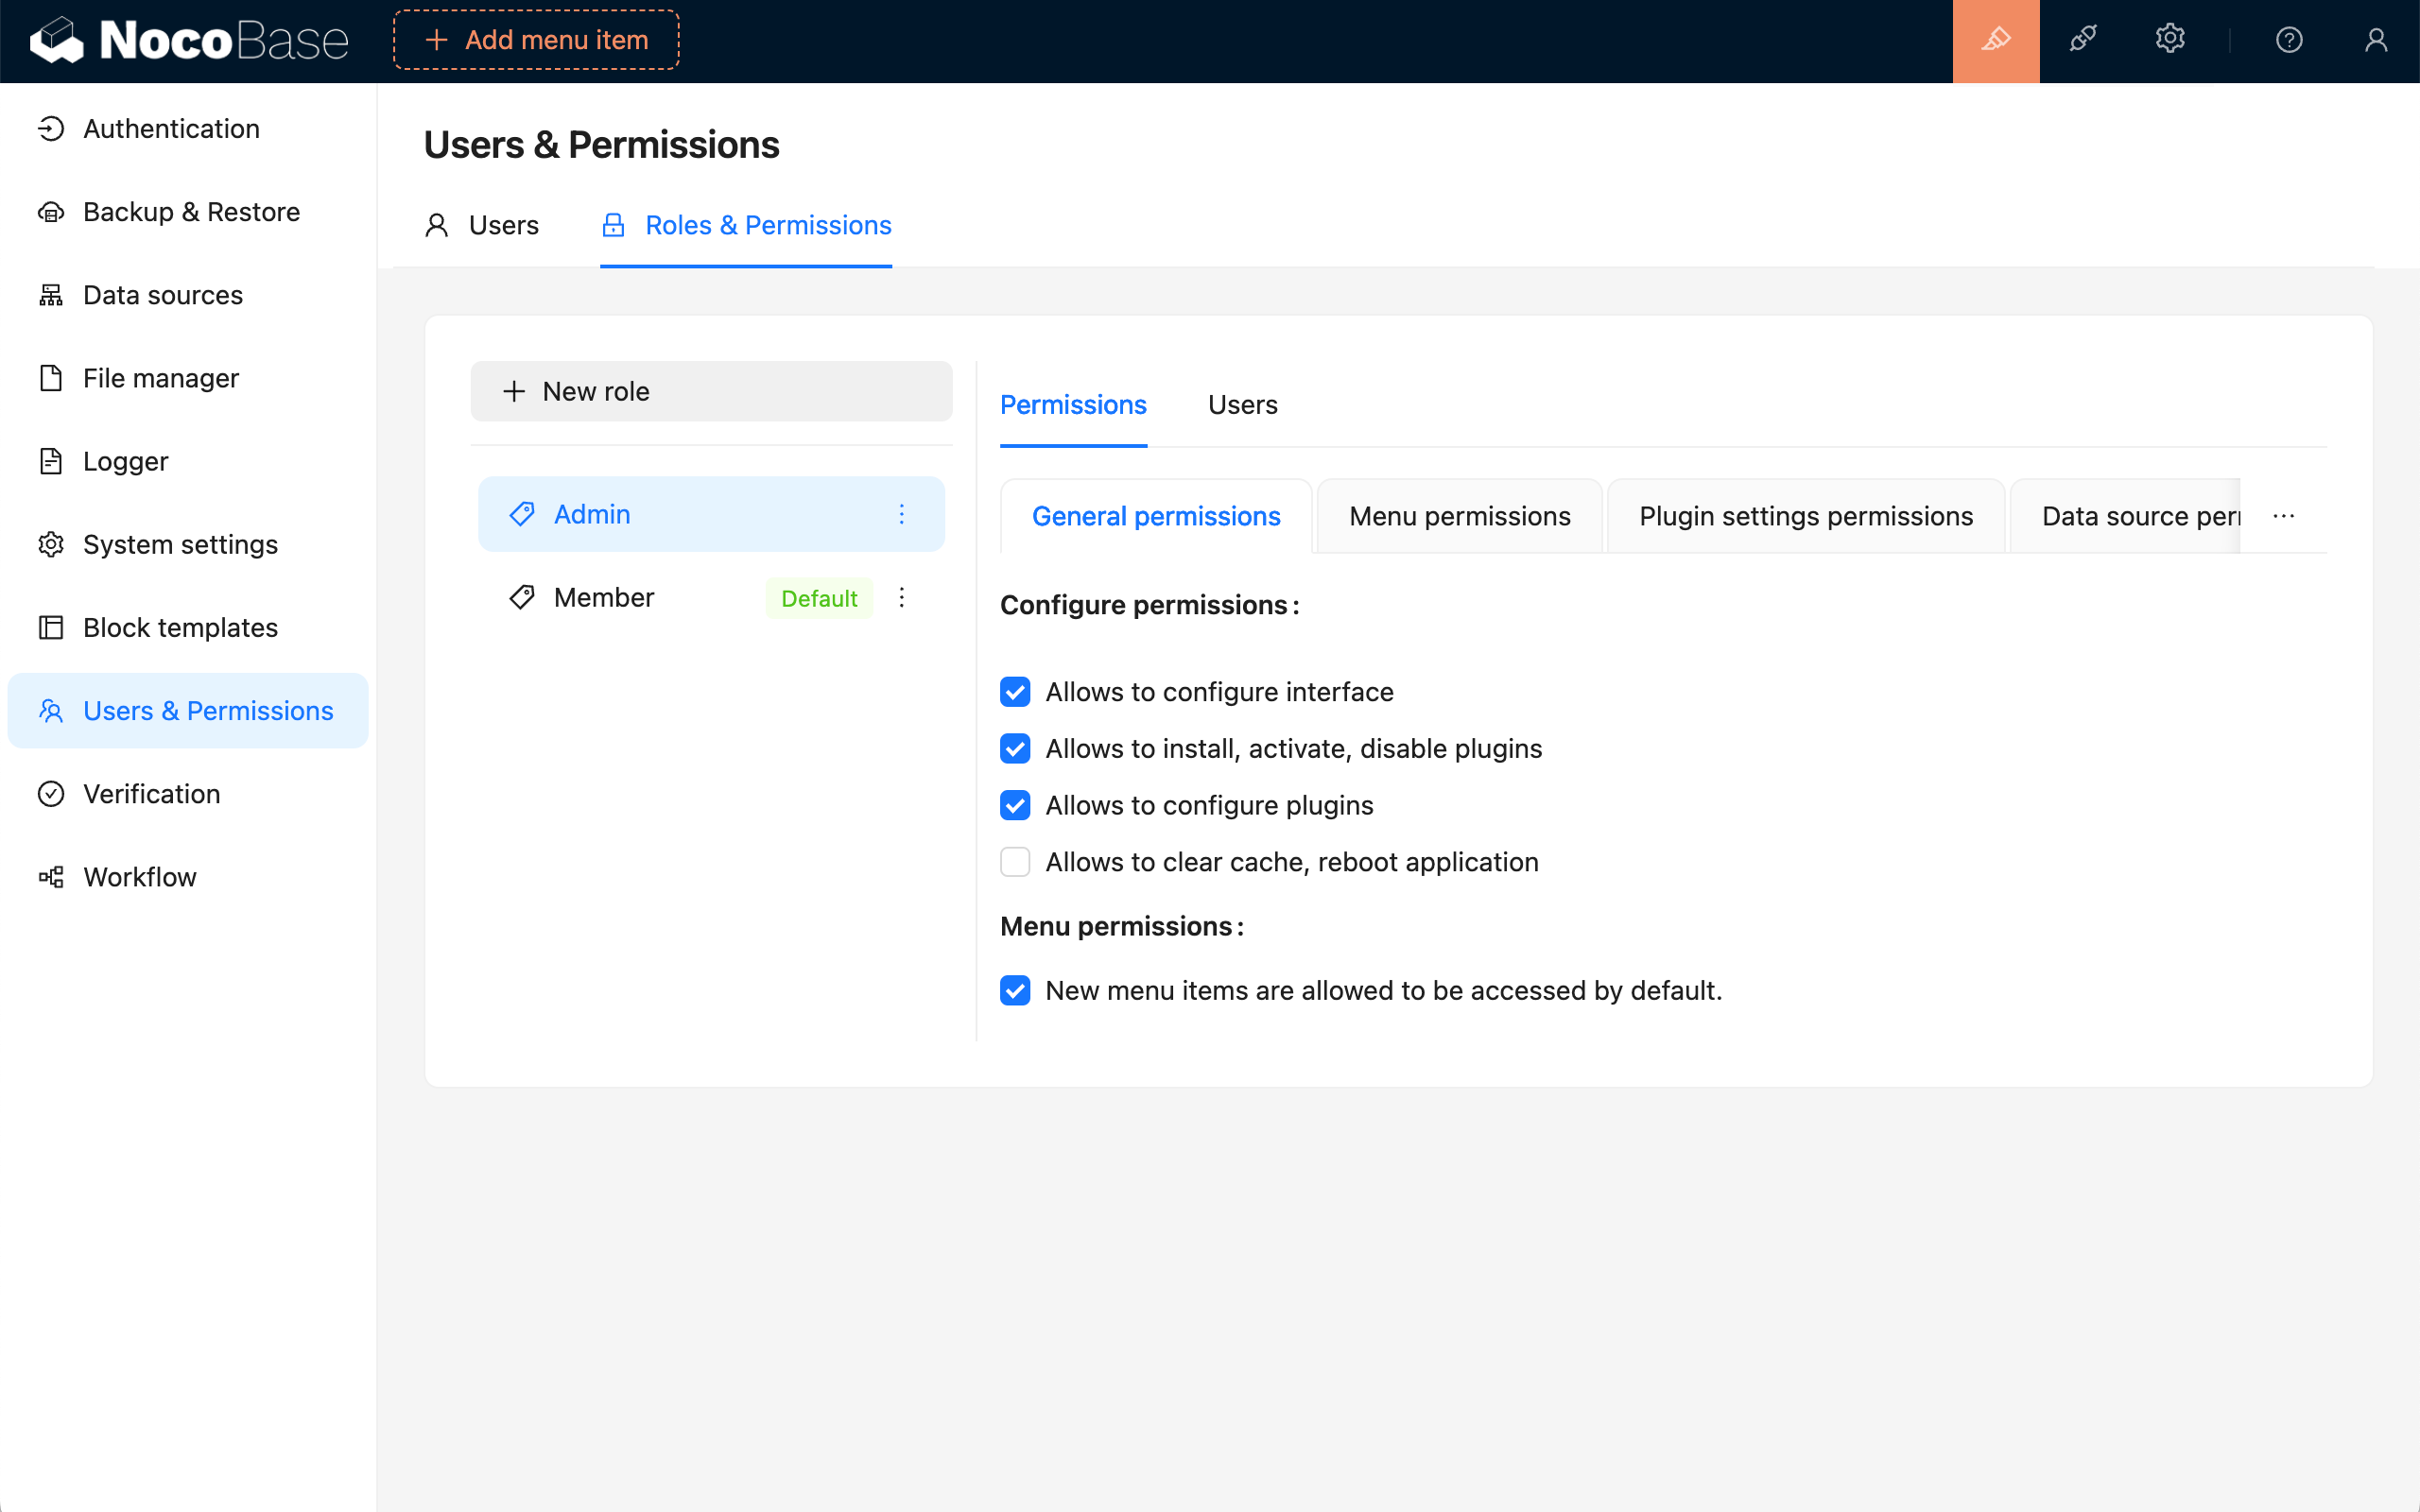 NocoBase
Add menu item
Authentication
Backup & Restore
Data sources
File manager
Logger
System settings
Block templates
Users & Permissions
Verification
Workflow
Users & Permissions
Users
Roles & Permissions
New role
Admin
Member
Default
Permissions
Users
General permissions
Menu permissions
Plugin settings permissions
Data source per
Configure permissions:
Allows to configure interface
Allows to install, activate, disable plugins
Allows to configure plugins
Allows to clear cache, reboot application
Menu permissions:
New menu items are allowed to be accessed by default.